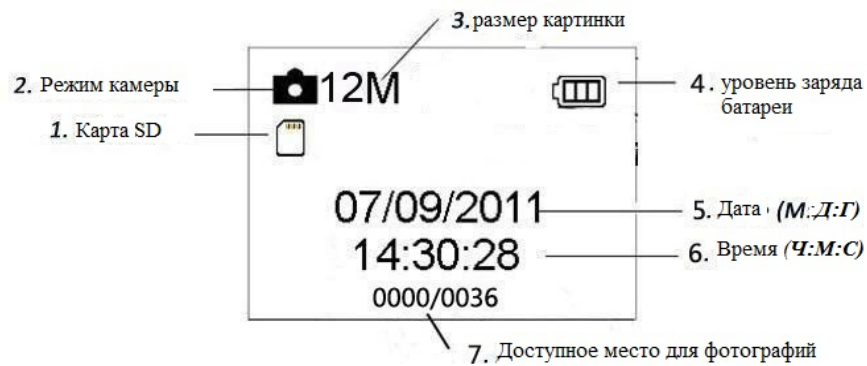 3. размер картинки
2. Режим камеры
12M
4. уровень заряда
батареи
1. Карта SD
07/09/2011
5. Дата (М:Д:Г)
14:30:28
6. Время (Ч:М:С)
0000/0036
7. Доступное место для фотографий